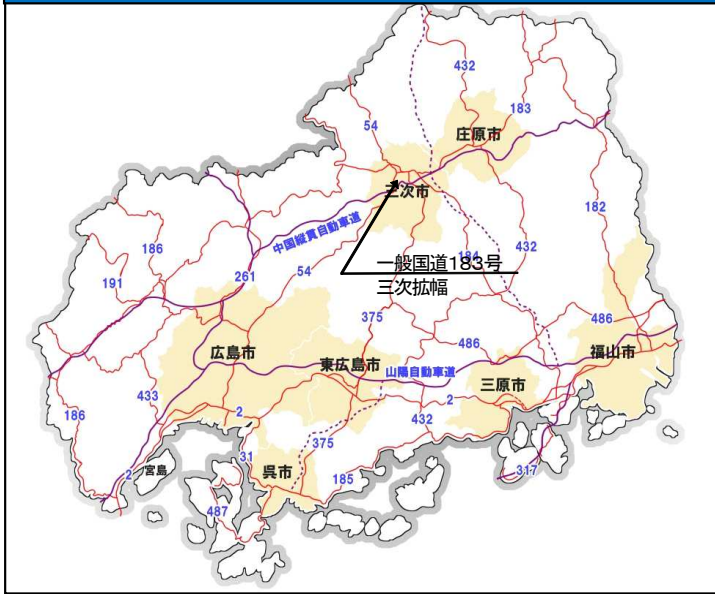 432
54
183
庄原市
三次市
182
中国縦貫自動車道
186
191
261
54
184
432
一般国道183号
三次拡幅
375
486
486
広島市
東広島市
山陽自動車道
三原市
福山市
433
186
2
2
432
2
宮島
31
呉市
375
185
317
487